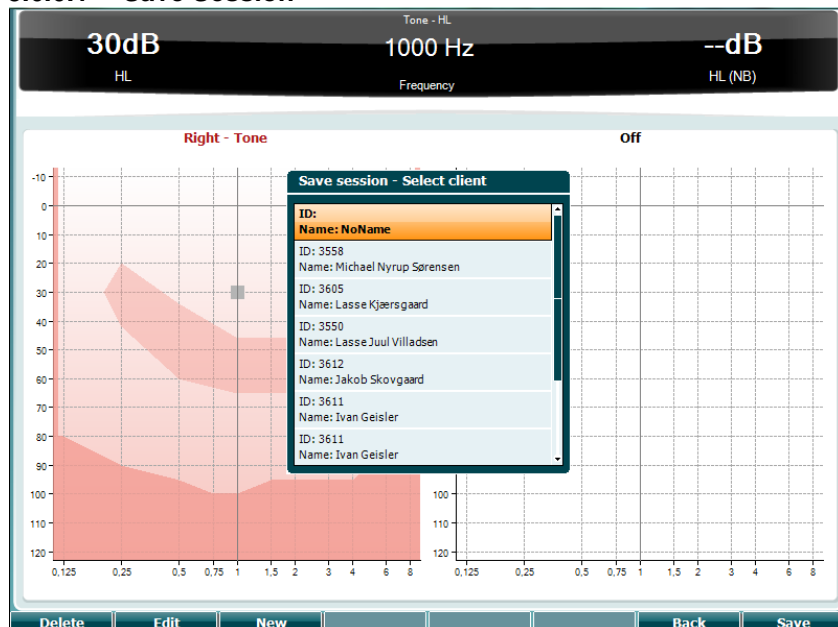 Tone - HL
30dB
1000 Hz
--dB
HL
Frequency
HL (NB)
Right - Tone
Off
Save session - Select client
ID:
Name: NoName
ID: 3558
Name: Michael Nyrup Sørensen
ID: 3605
Name: Lasse Kjærsgaard
ID: 3550
Name: Lasse Juul Villadsen
ID: 3612
Name: Jakob Skovgaard
ID: 3611
Name: Ivan Geisler
ID: 3611
Name: Ivan Geisler
-10
0
10
20
30
40
50
60
70
80
90
100
110
120
0,125 0,25 0,5 0,75 1 1,5 2 3 4 6 8
100
110
120
0,125 0,25 0,5 0,75 1 1,5 2 3 4 6 8
Delete Edit New Back Save